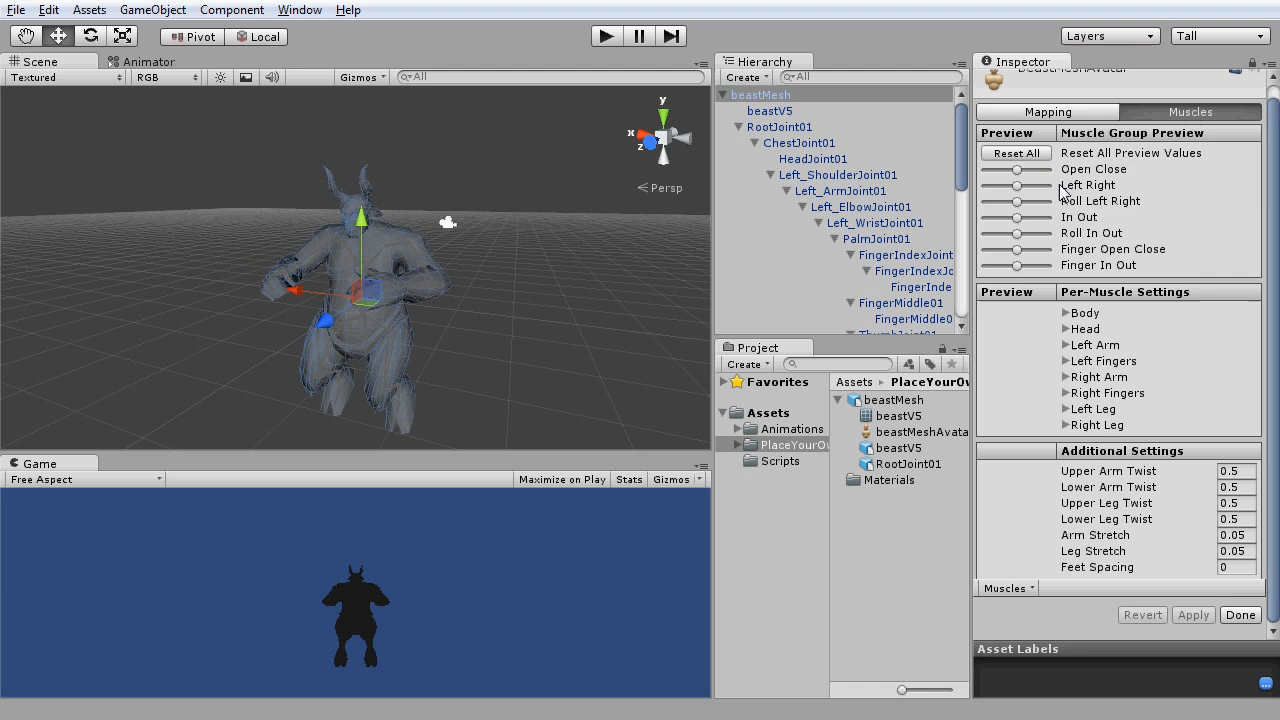 File Edit Assets GameObject Component Window Help
Pivot Local Layers Tall
Scene Animator
Textured RGB Gizmos All
y
x
z
Persp
Game
Free Aspect Maximize on Play Stats Gizmos
Hierarchy
Create All
beastMesh
beastV5
RootJoint01
ChestJoint01
HeadJoint01
Left_ShoulderJoint01
Left_ArmJoint01
Left_ElbowJoint01
Left_WristJoint01
PalmJoint01
FingerIndexJoint
FingerIndexJo
FingerInde
FingerMiddle01
FingerMiddle0
ThumbJoint01
Project
Create
Favorites
Assets
Animations
PlaceYourOw
Scripts
Assets PlaceYourOw
beastMesh
beastV5
beastMeshAvata
beastV5
RootJoint01
Materials
Inspector
BeastMeshAvatar
Mapping Muscles
Preview Muscle Group Preview
Reset All Reset All Preview Values
Open Close
Left Right
Roll Left Right
In Out
Roll In Out
Finger Open Close
Finger In Out
Preview Per-Muscle Settings
Body
Head
Left Arm
Left Fingers
Right Arm
Right Fingers
Left Leg
Right Leg
Additional Settings
Upper Arm Twist 0.5
Lower Arm Twist 0.5
Upper Leg Twist 0.5
Lower Leg Twist 0.5
Arm Stretch 0.05
Leg Stretch 0.05
Feet Spacing 0
Muscles
Revert Apply Done
Asset Labels